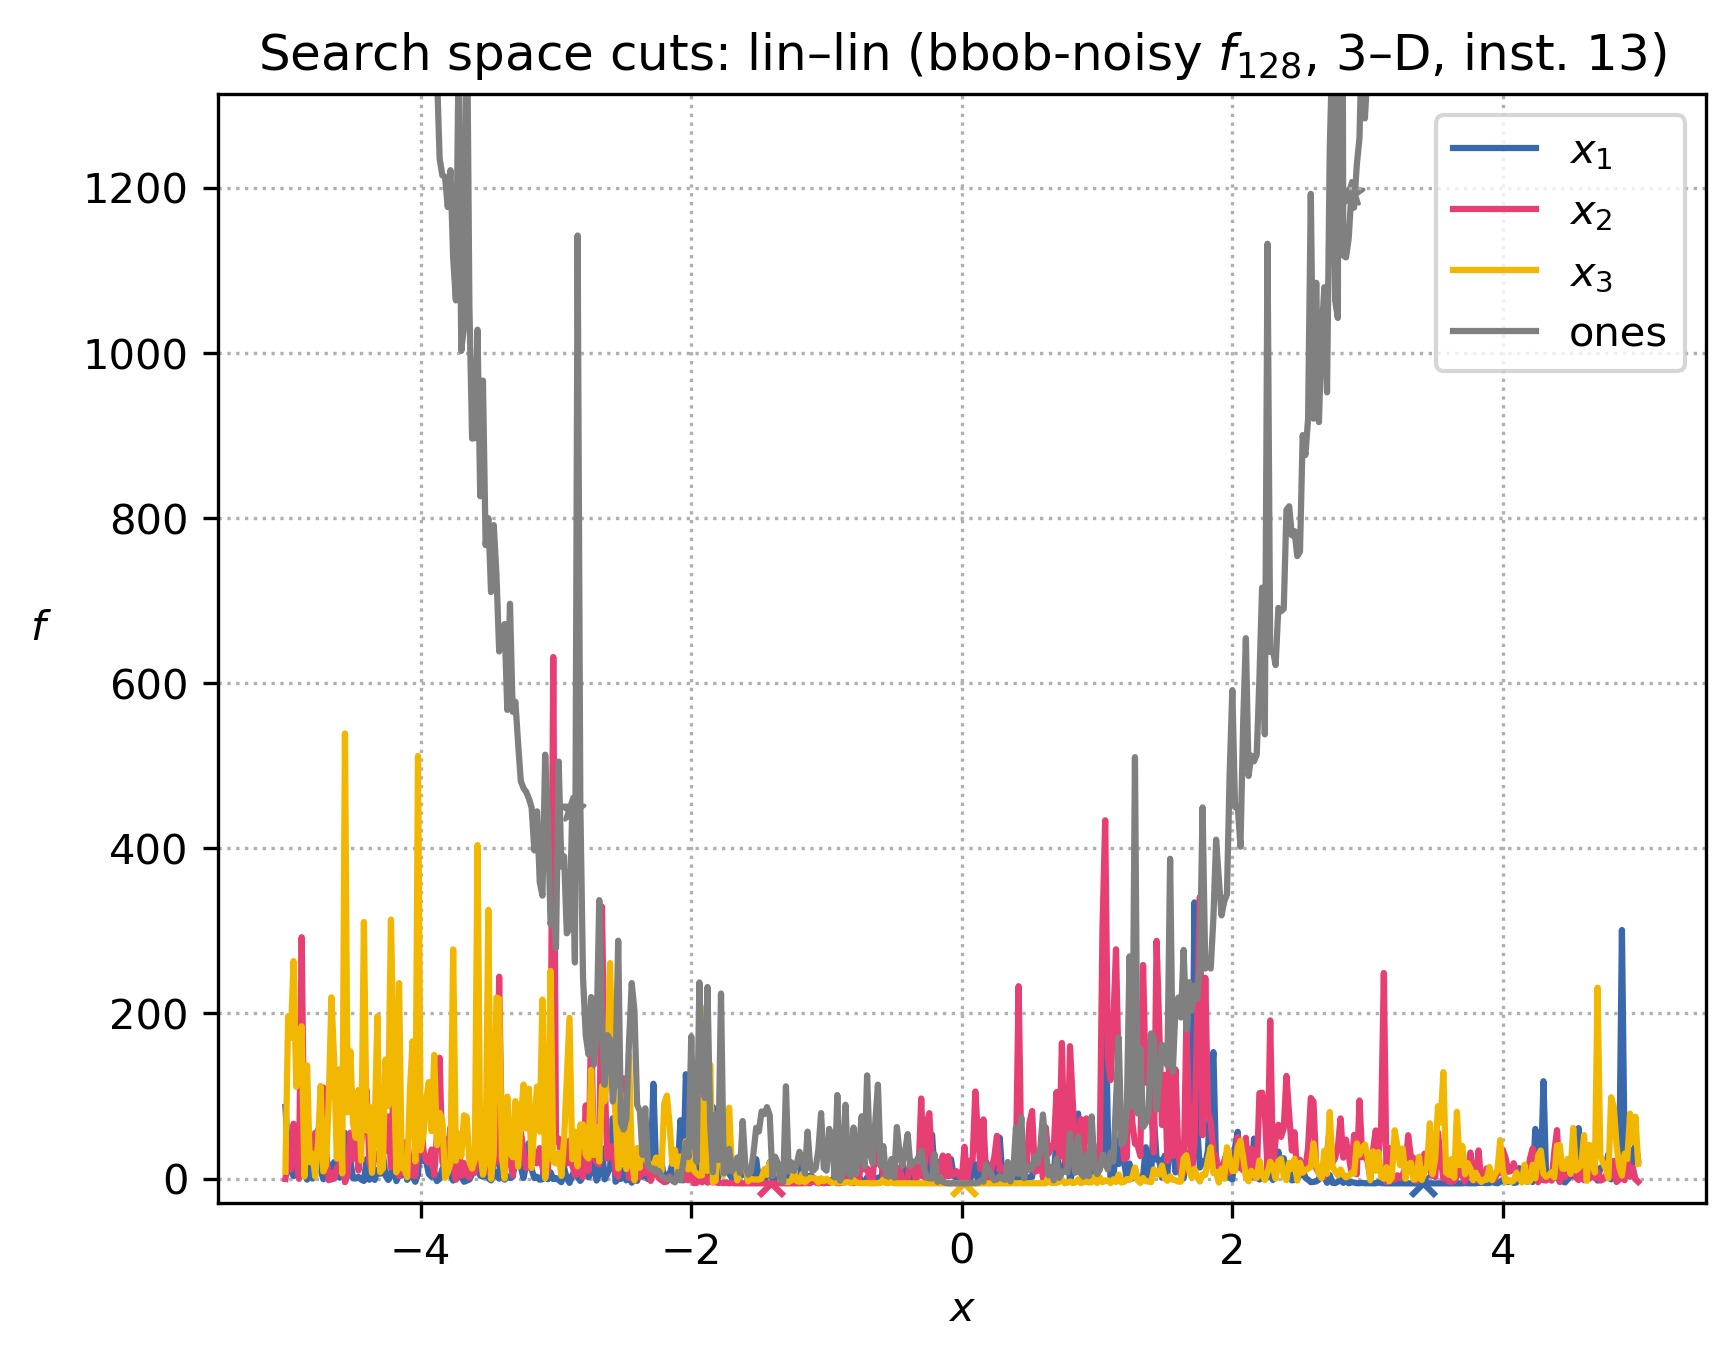 Search space cuts: lin–lin (bbob-noisy f₁₂₈, 3–D, inst. 13)
x₁
x₂
x₃
ones
1200
1000
800
600
400
200
0
f
−4 −2 0 2 4
x